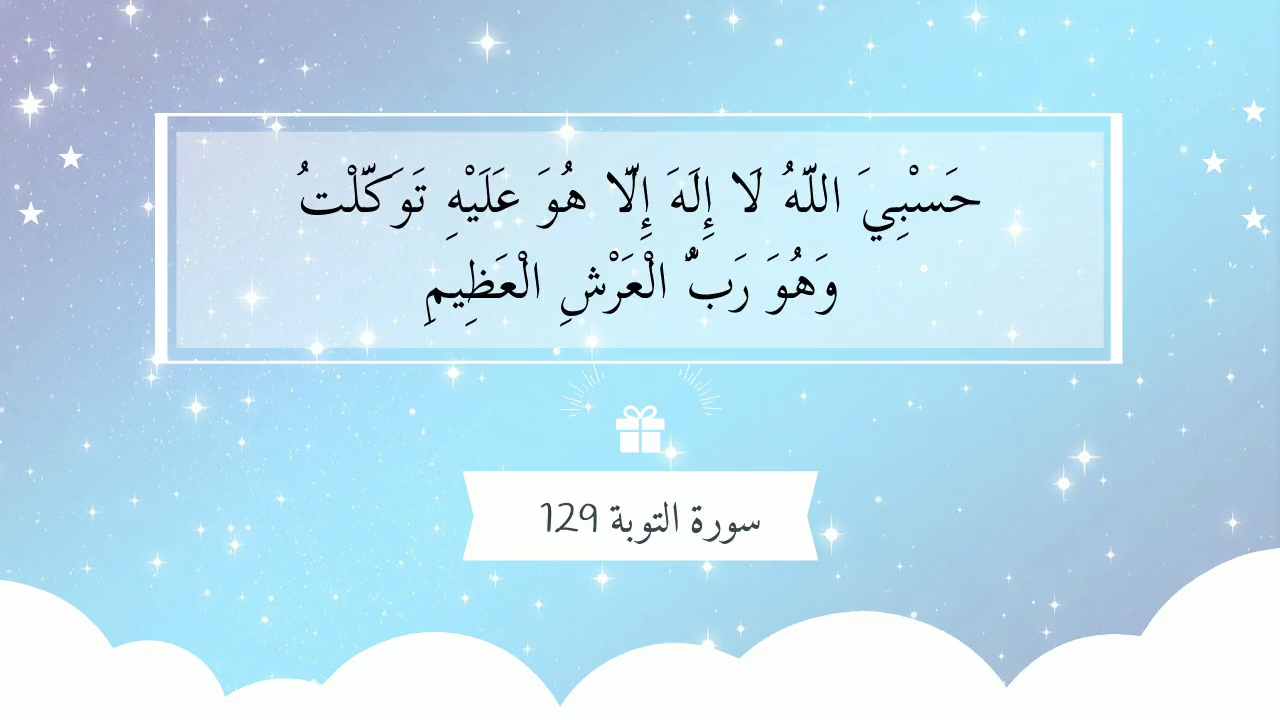 حَسْبِيَ اللّهُ لَا إِلَهَ إِلّا هُوَ عَلَيْهِ تَوَكّلْتُ
وَهُوَ رَبُّ الْعَرْشِ الْعَظِيمِ
سورة التوبة 129